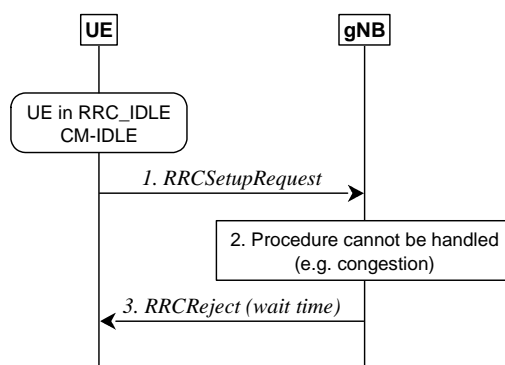 UE
gNB
UE in RRC_IDLE
CM-IDLE
1. RRCSetupRequest
2. Procedure cannot be handled
(e.g. congestion)
3. RRCReject (wait time)